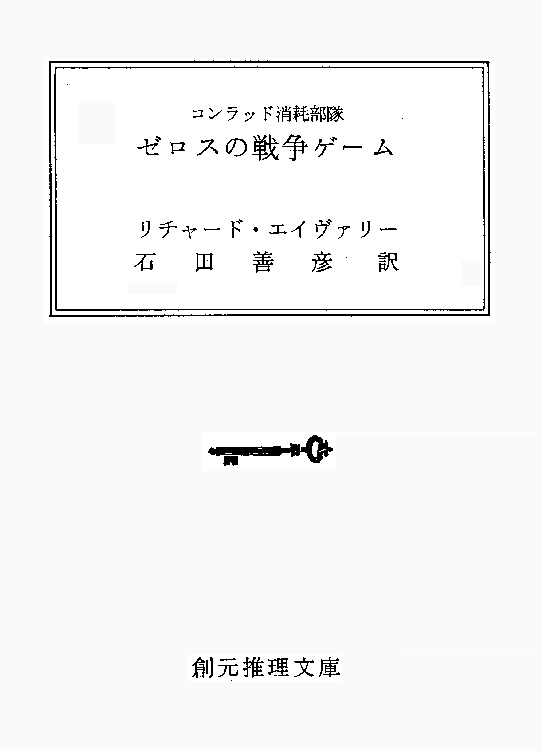 コンラッド消耗部隊
ゼロスの戦争ゲーム
リチャード・エイヴァリー
石田善彦訳
創元推理文庫